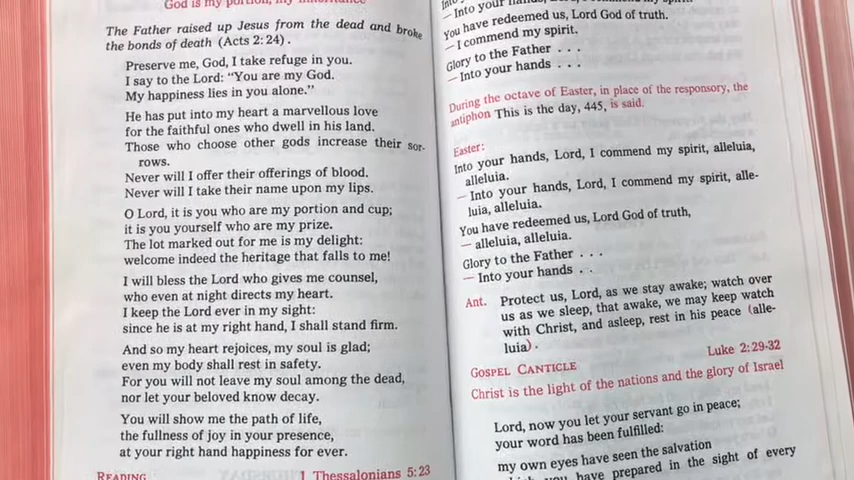 God is my portion, my inheritance
The Father raised up Jesus from the dead and broke
the bonds of death (Acts 2:24).
Preserve me, God, I take refuge in you.
I say to the Lord: “You are my God.
My happiness lies in you alone.”
He has put into my heart a marvellous love
for the faithful ones who dwell in his land.
Those who choose other gods increase their sor-
rows.
Never will I offer their offerings of blood.
Never will I take their name upon my lips.
O Lord, it is you who are my portion and cup;
it is you yourself who are my prize.
The lot marked out for me is my delight:
welcome indeed the heritage that falls to me!
I will bless the Lord who gives me counsel,
who even at night directs my heart.
I keep the Lord ever in my sight:
since he is at my right hand, I shall stand firm.
And so my heart rejoices, my soul is glad;
even my body shall rest in safety.
For you will not leave my soul among the dead,
nor let your beloved know decay.
You will show me the path of life,
the fullness of joy in your presence,
at your right hand happiness for ever.
READING 1 Thessalonians 5:23
— Into your hands, Lord, I commend my spirit.
You have redeemed us, Lord God of truth.
— I commend my spirit.
Glory to the Father . . .
— Into your hands . . .
During the octave of Easter, in place of the responsory, the
antiphon This is the day, 445, is said.
Easter:
Into your hands, Lord, I commend my spirit, alleluia,
alleluia.
— Into your hands, Lord, I commend my spirit, alle-
luia, alleluia.
You have redeemed us, Lord God of truth,
— alleluia, alleluia.
Glory to the Father . . .
— Into your hands . .
Ant. Protect us, Lord, as we stay awake; watch over
us as we sleep, that awake, we may keep watch
with Christ, and asleep, rest in his peace (alle-
luia).
GOSPEL CANTICLE Luke 2:29-32
Christ is the light of the nations and the glory of Israel
Lord, now you let your servant go in peace;
your word has been fulfilled:
my own eyes have seen the salvation
which you have prepared in the sight of every